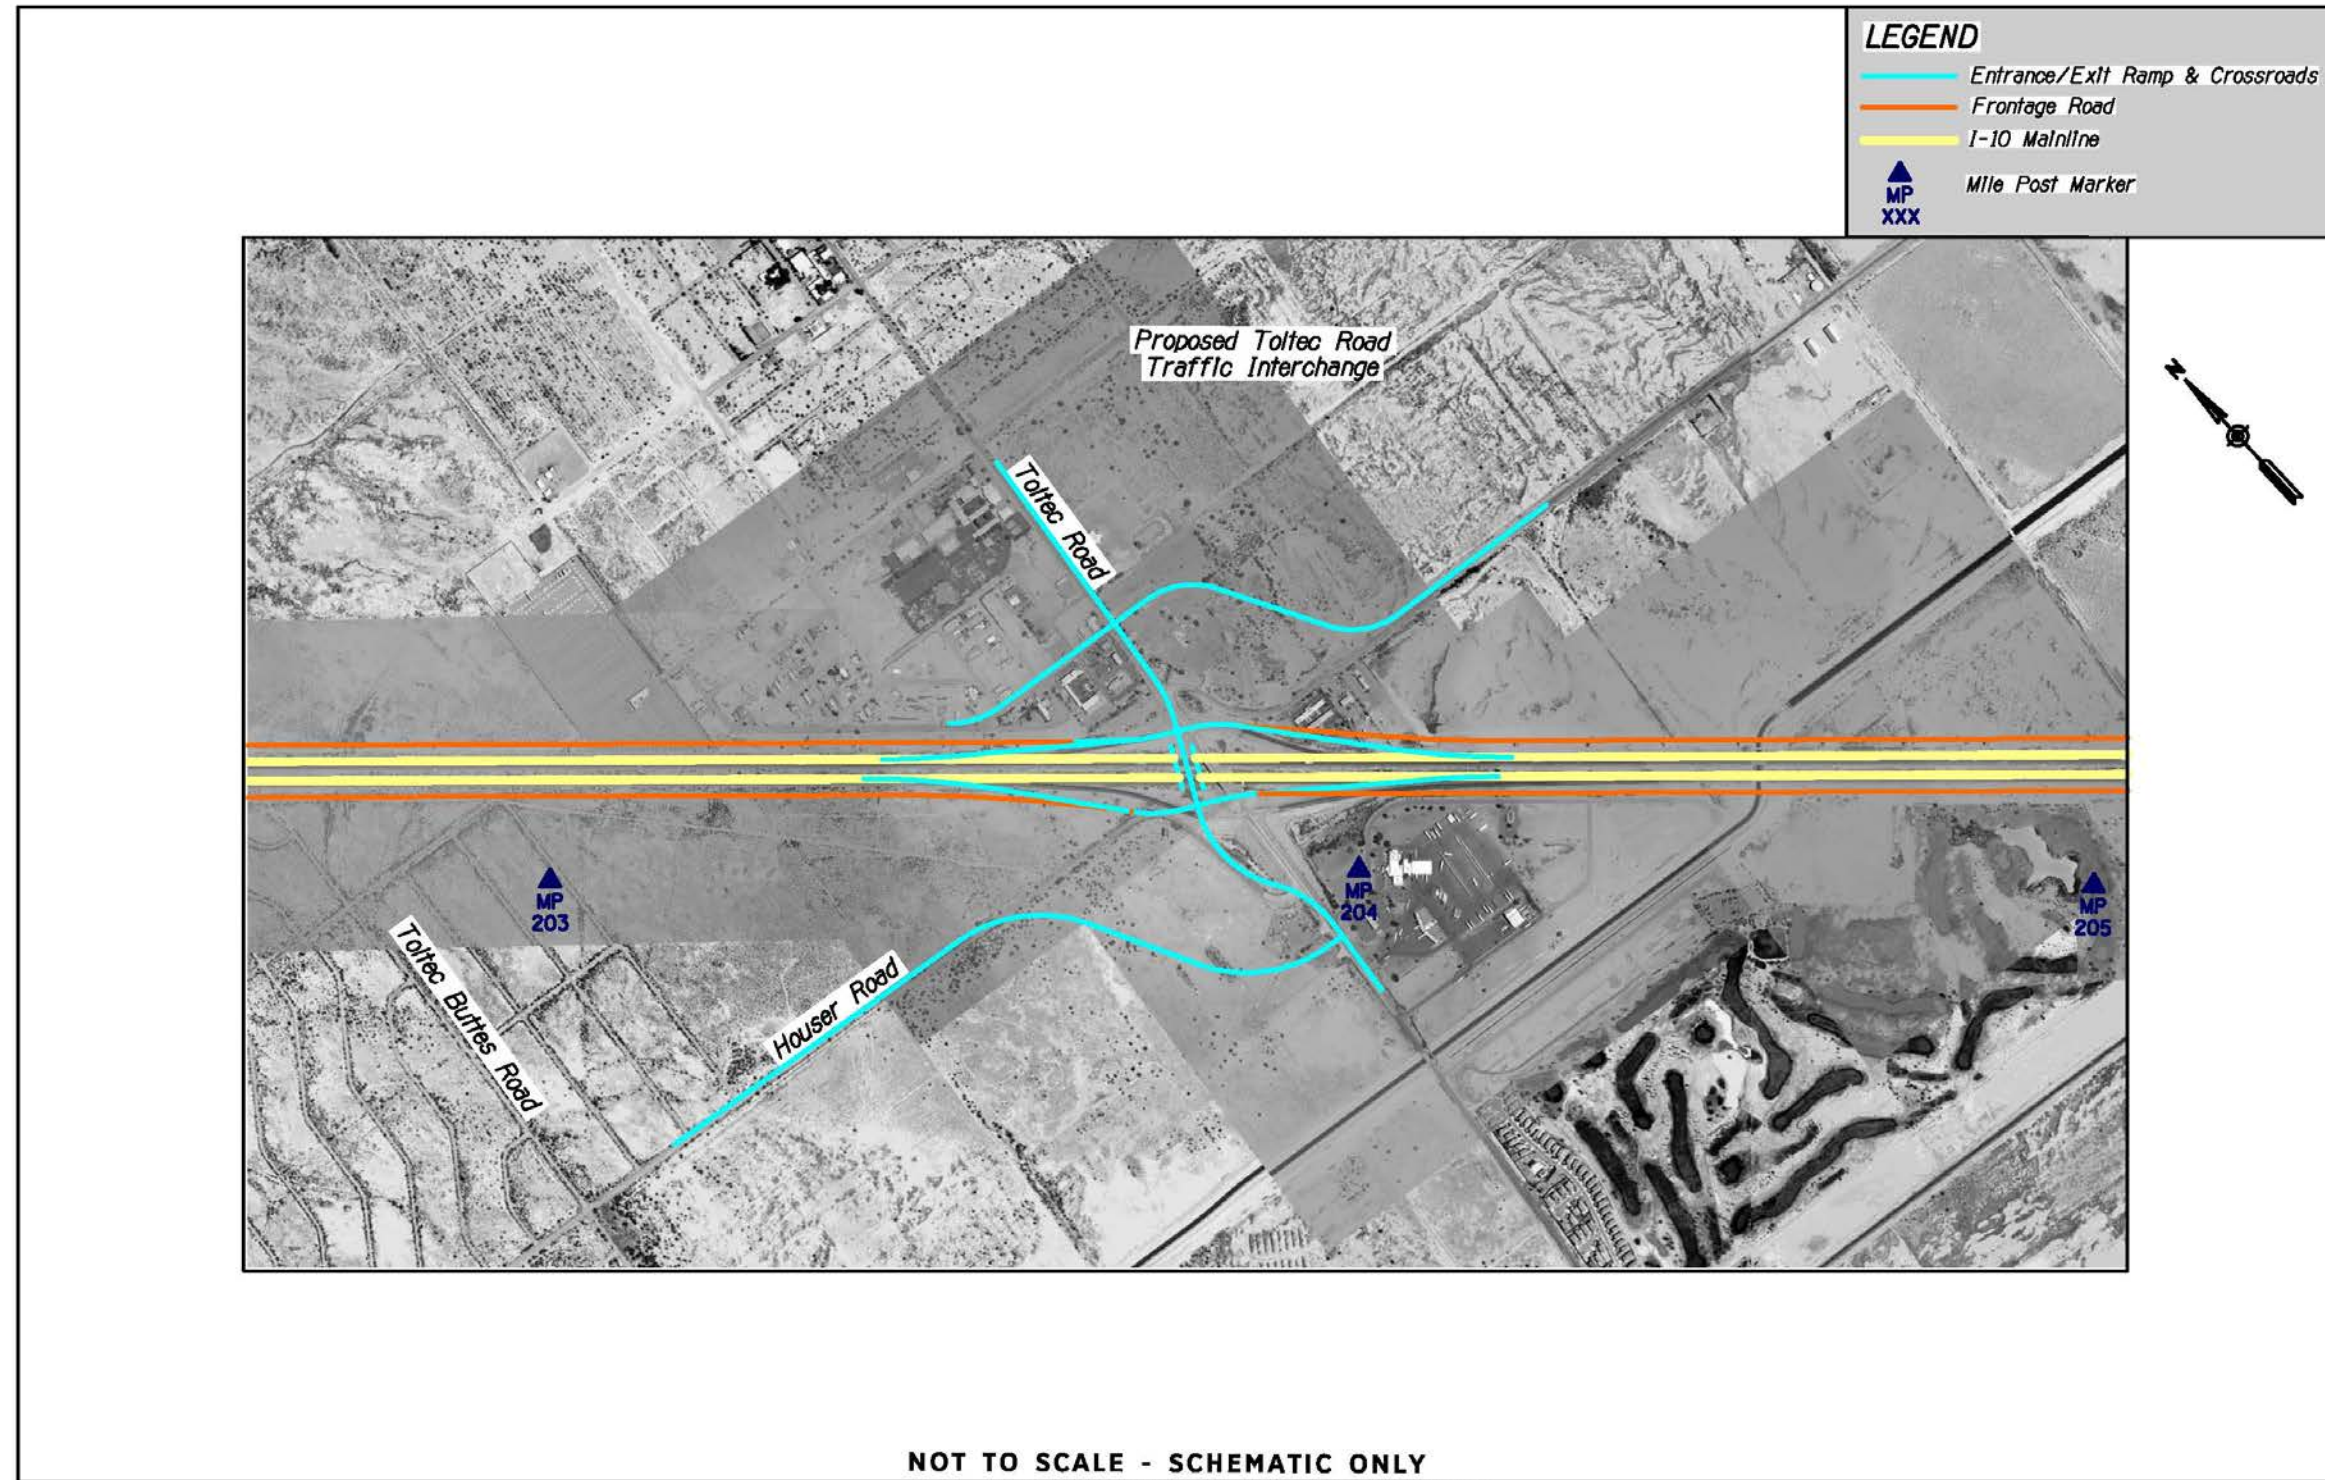 LEGEND
Entrance/Exit Ramp & Crossroads
Frontage Road
I-10 Mainline
MP
XXX
Mile Post Marker
Proposed Toltec Road
Traffic Interchange
N
Toltec Road
MP
203
MP
204
MP
205
Toltec Buttes Road
Houser Road
NOT TO SCALE - SCHEMATIC ONLY